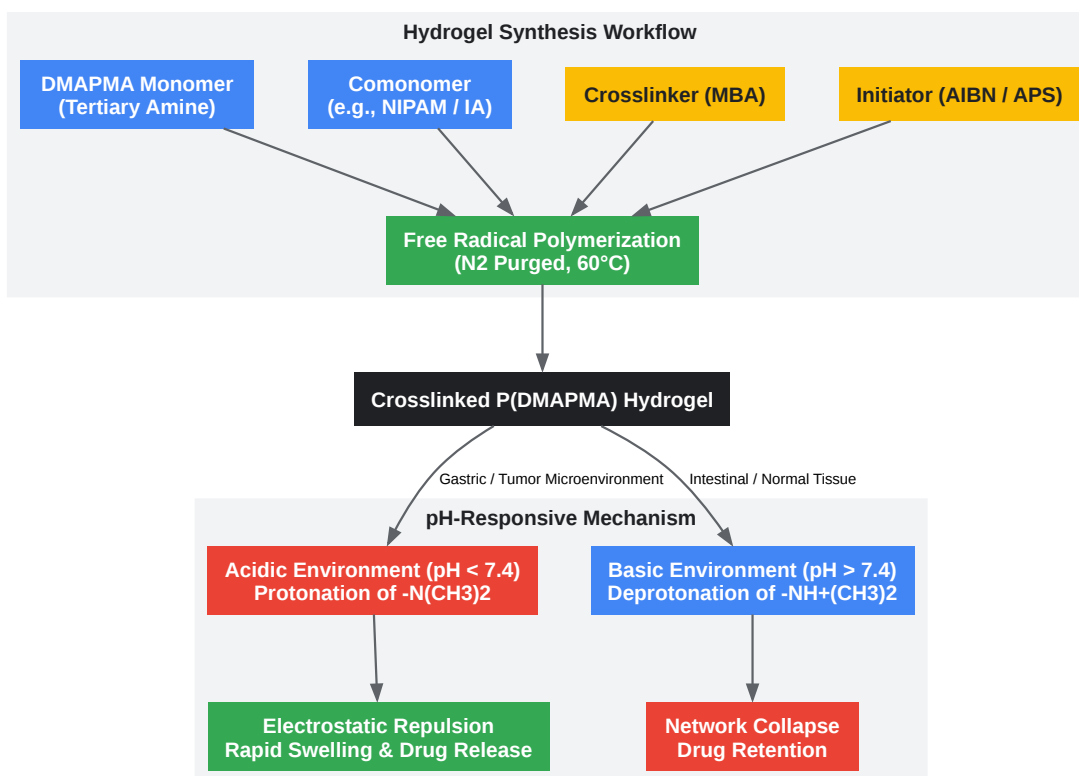 Hydrogel Synthesis Workflow
DMAPMA Monomer
(Tertiary Amine)
Comonomer
(e.g., NIPAM / IA)
Crosslinker (MBA)
Initiator (AIBN / APS)
Free Radical Polymerization
(N2 Purged, 60°C)
Crosslinked P(DMAPMA) Hydrogel
Gastric / Tumor Microenvironment
Intestinal / Normal Tissue
pH-Responsive Mechanism
Acidic Environment (pH < 7.4)
Protonation of -N(CH3)2
Basic Environment (pH > 7.4)
Deprotonation of -NH+(CH3)2
Electrostatic Repulsion
Rapid Swelling & Drug Release
Network Collapse
Drug Retention